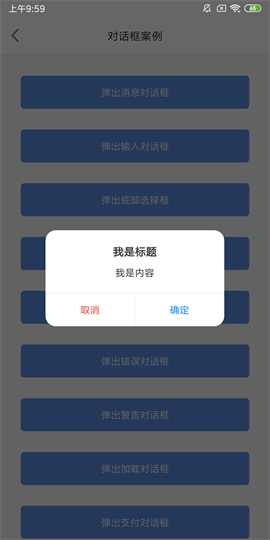 上午9:59
65
对话框案例
弹出消息对话框
弹出输入对话框
弹出底部选择框
我是标题
我是内容
取消
确定
弹出错误对话框
弹出警告对话框
弹出加载对话框
弹出支付对话框